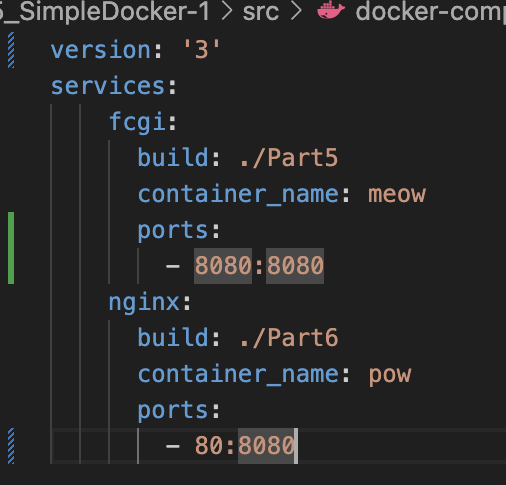 5_SimpleDocker-1 > src > docker-comp
version: '3'
services:
fcgi:
build: ./Part5
container_name: meow
ports:
- 8080:8080
nginx:
build: ./Part6
container_name: pow
ports:
- 80:8080